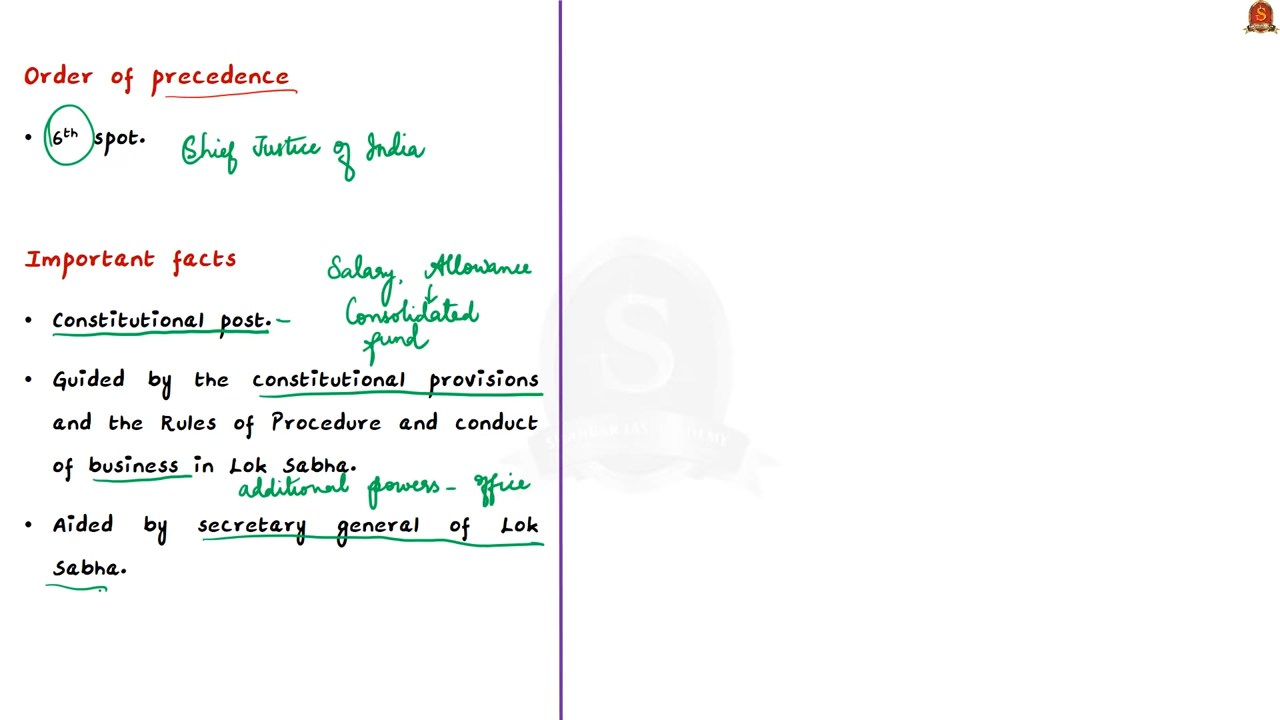 Order of precedence
• 6th spot. Chief Justice of India
Important facts
Salary, Allowance
• Constitutional post. - Consolidated
fund
• Guided by the constitutional provisions
and the Rules of Procedure and conduct
of business in Lok Sabha.
additional powers - office
• Aided by secretary general of Lok
Sabha.